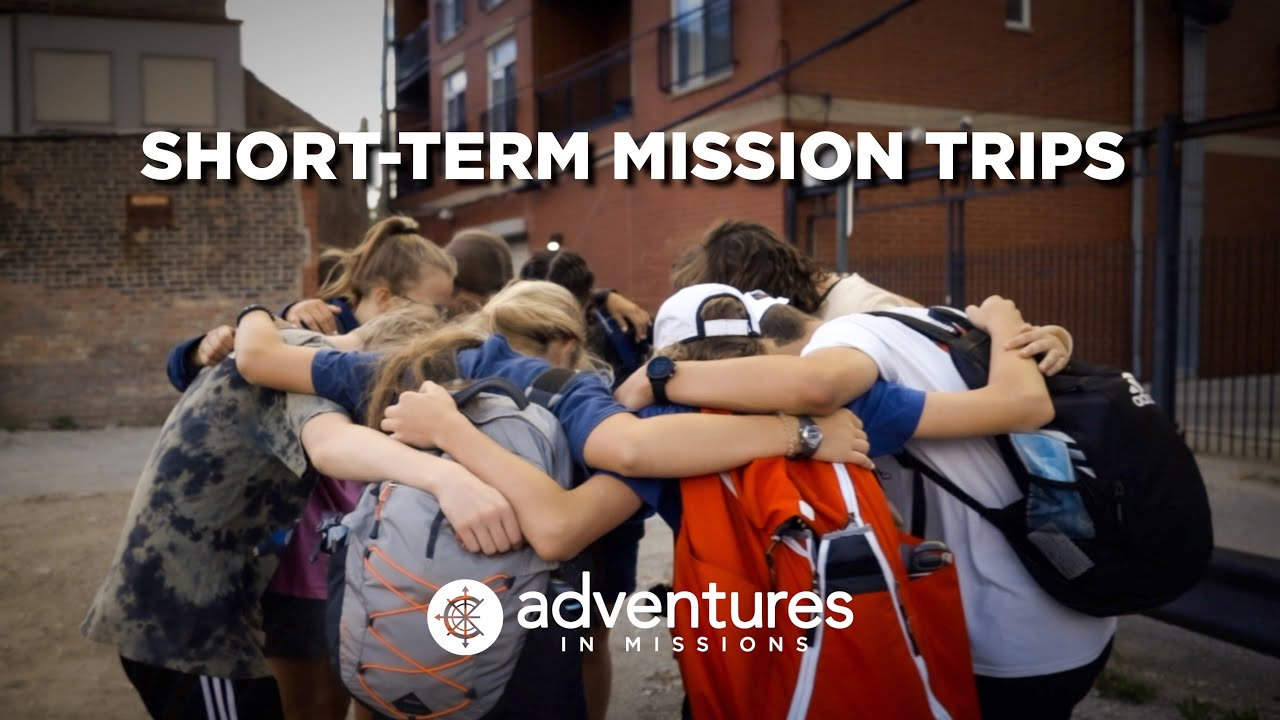 SHORT-TERM MISSION TRIPS
adventures
IN MISSIONS